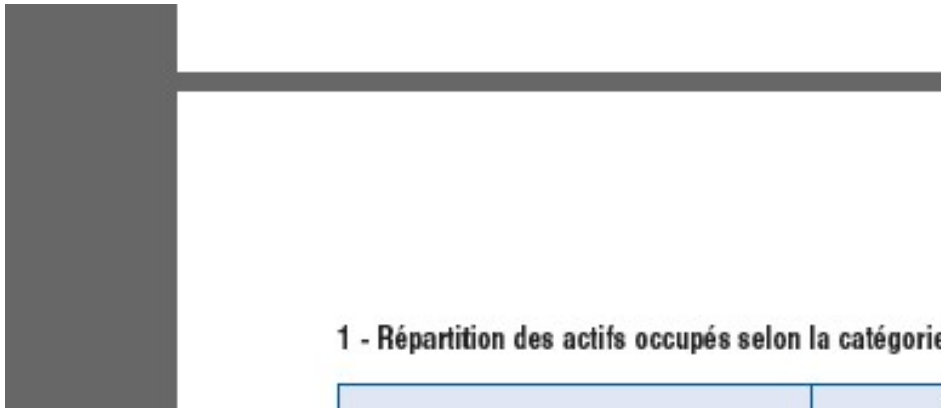 1 - Répartition des actifs occupés selon la catégorie